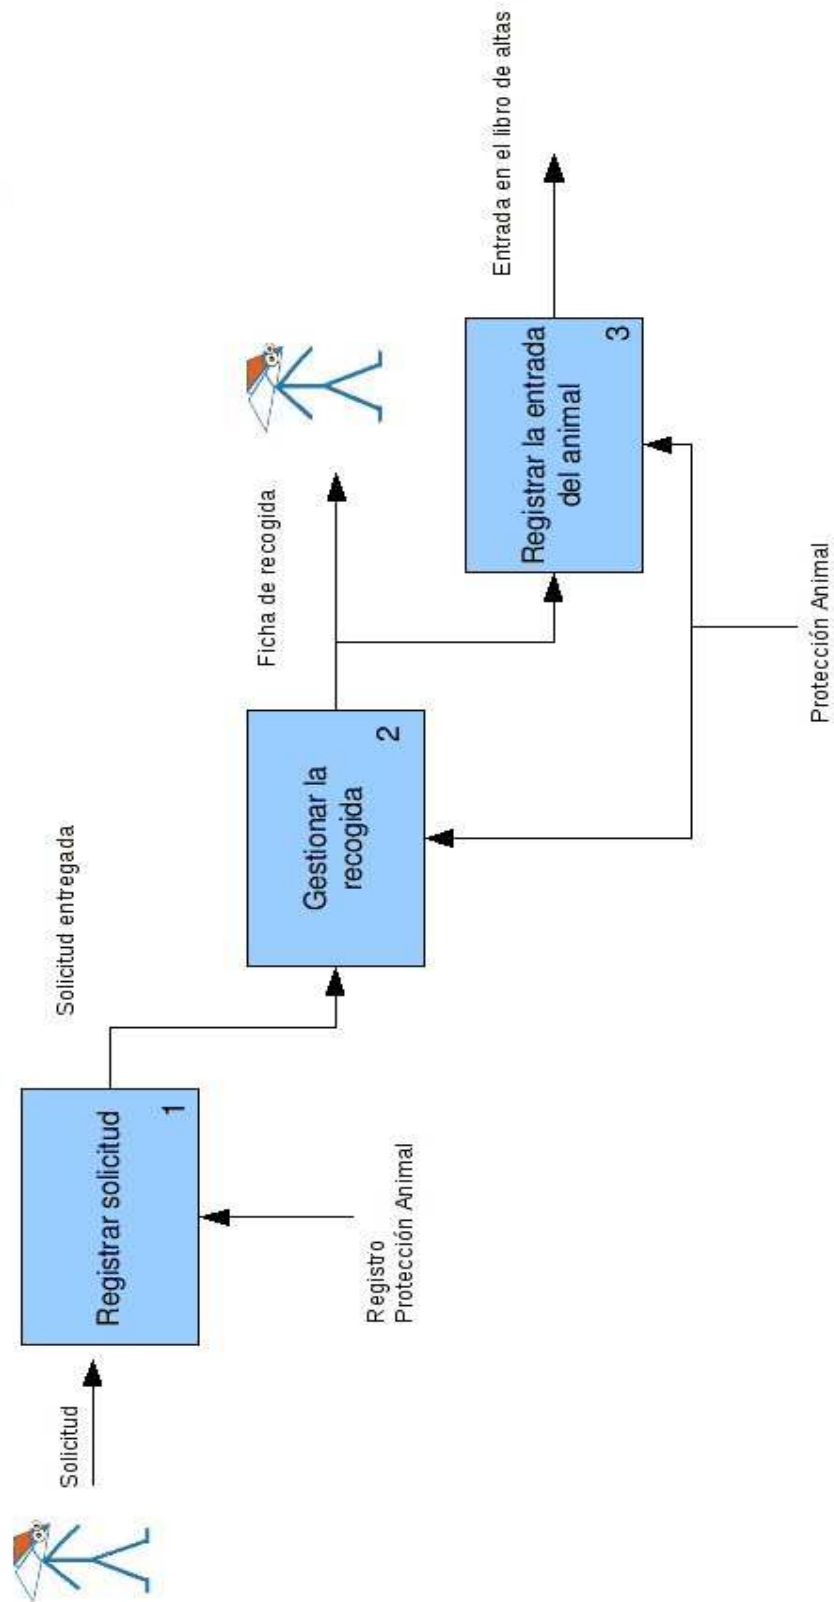 Solicitud
Registrar solicitud
1
Registro
Protección Animal
Solicitud entregada
Gestionar la
recogida
2
Ficha de recogida
Registrar la entrada
del animal
3
Protección Animal
Entrada en el libro de altas